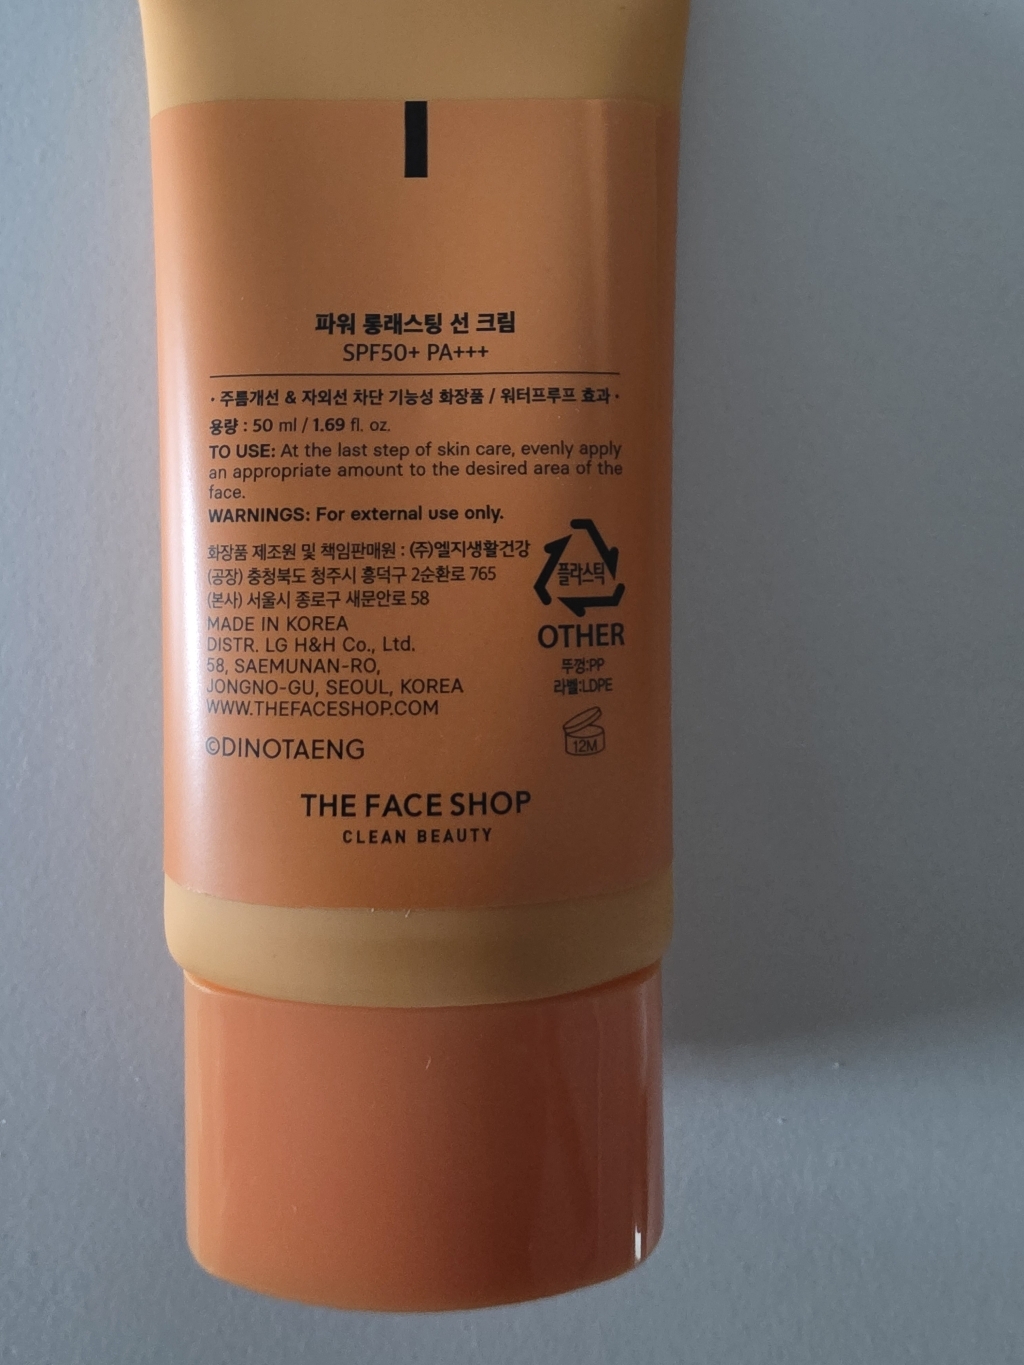 파워 롱래스팅 선 크림
SPF50+ PA+++
· 주름개선 & 자외선 차단 기능성 화장품 / 워터프루프 효과 ·
용량 : 50 ml / 1.69 fl. oz.
TO USE: At the last step of skin care, evenly apply
an appropriate amount to the desired area of the
face.
WARNINGS: For external use only.
화장품 제조원 및 책임판매원 : (주)엘지생활건강
(공장) 충청북도 청주시 흥덕구 2순환로 765
(본사) 서울시 종로구 새문안로 58
MADE IN KOREA
DISTR. LG H&H Co., Ltd.
58, SAEMUNAN-RO,
JONGNO-GU, SEOUL, KOREA
WWW.THEFACESHOP.COM
플라스틱
OTHER
뚜껑:PP
라벨:LDPE
12M
©DINOTAENG
THE FACE SHOP
CLEAN BEAUTY